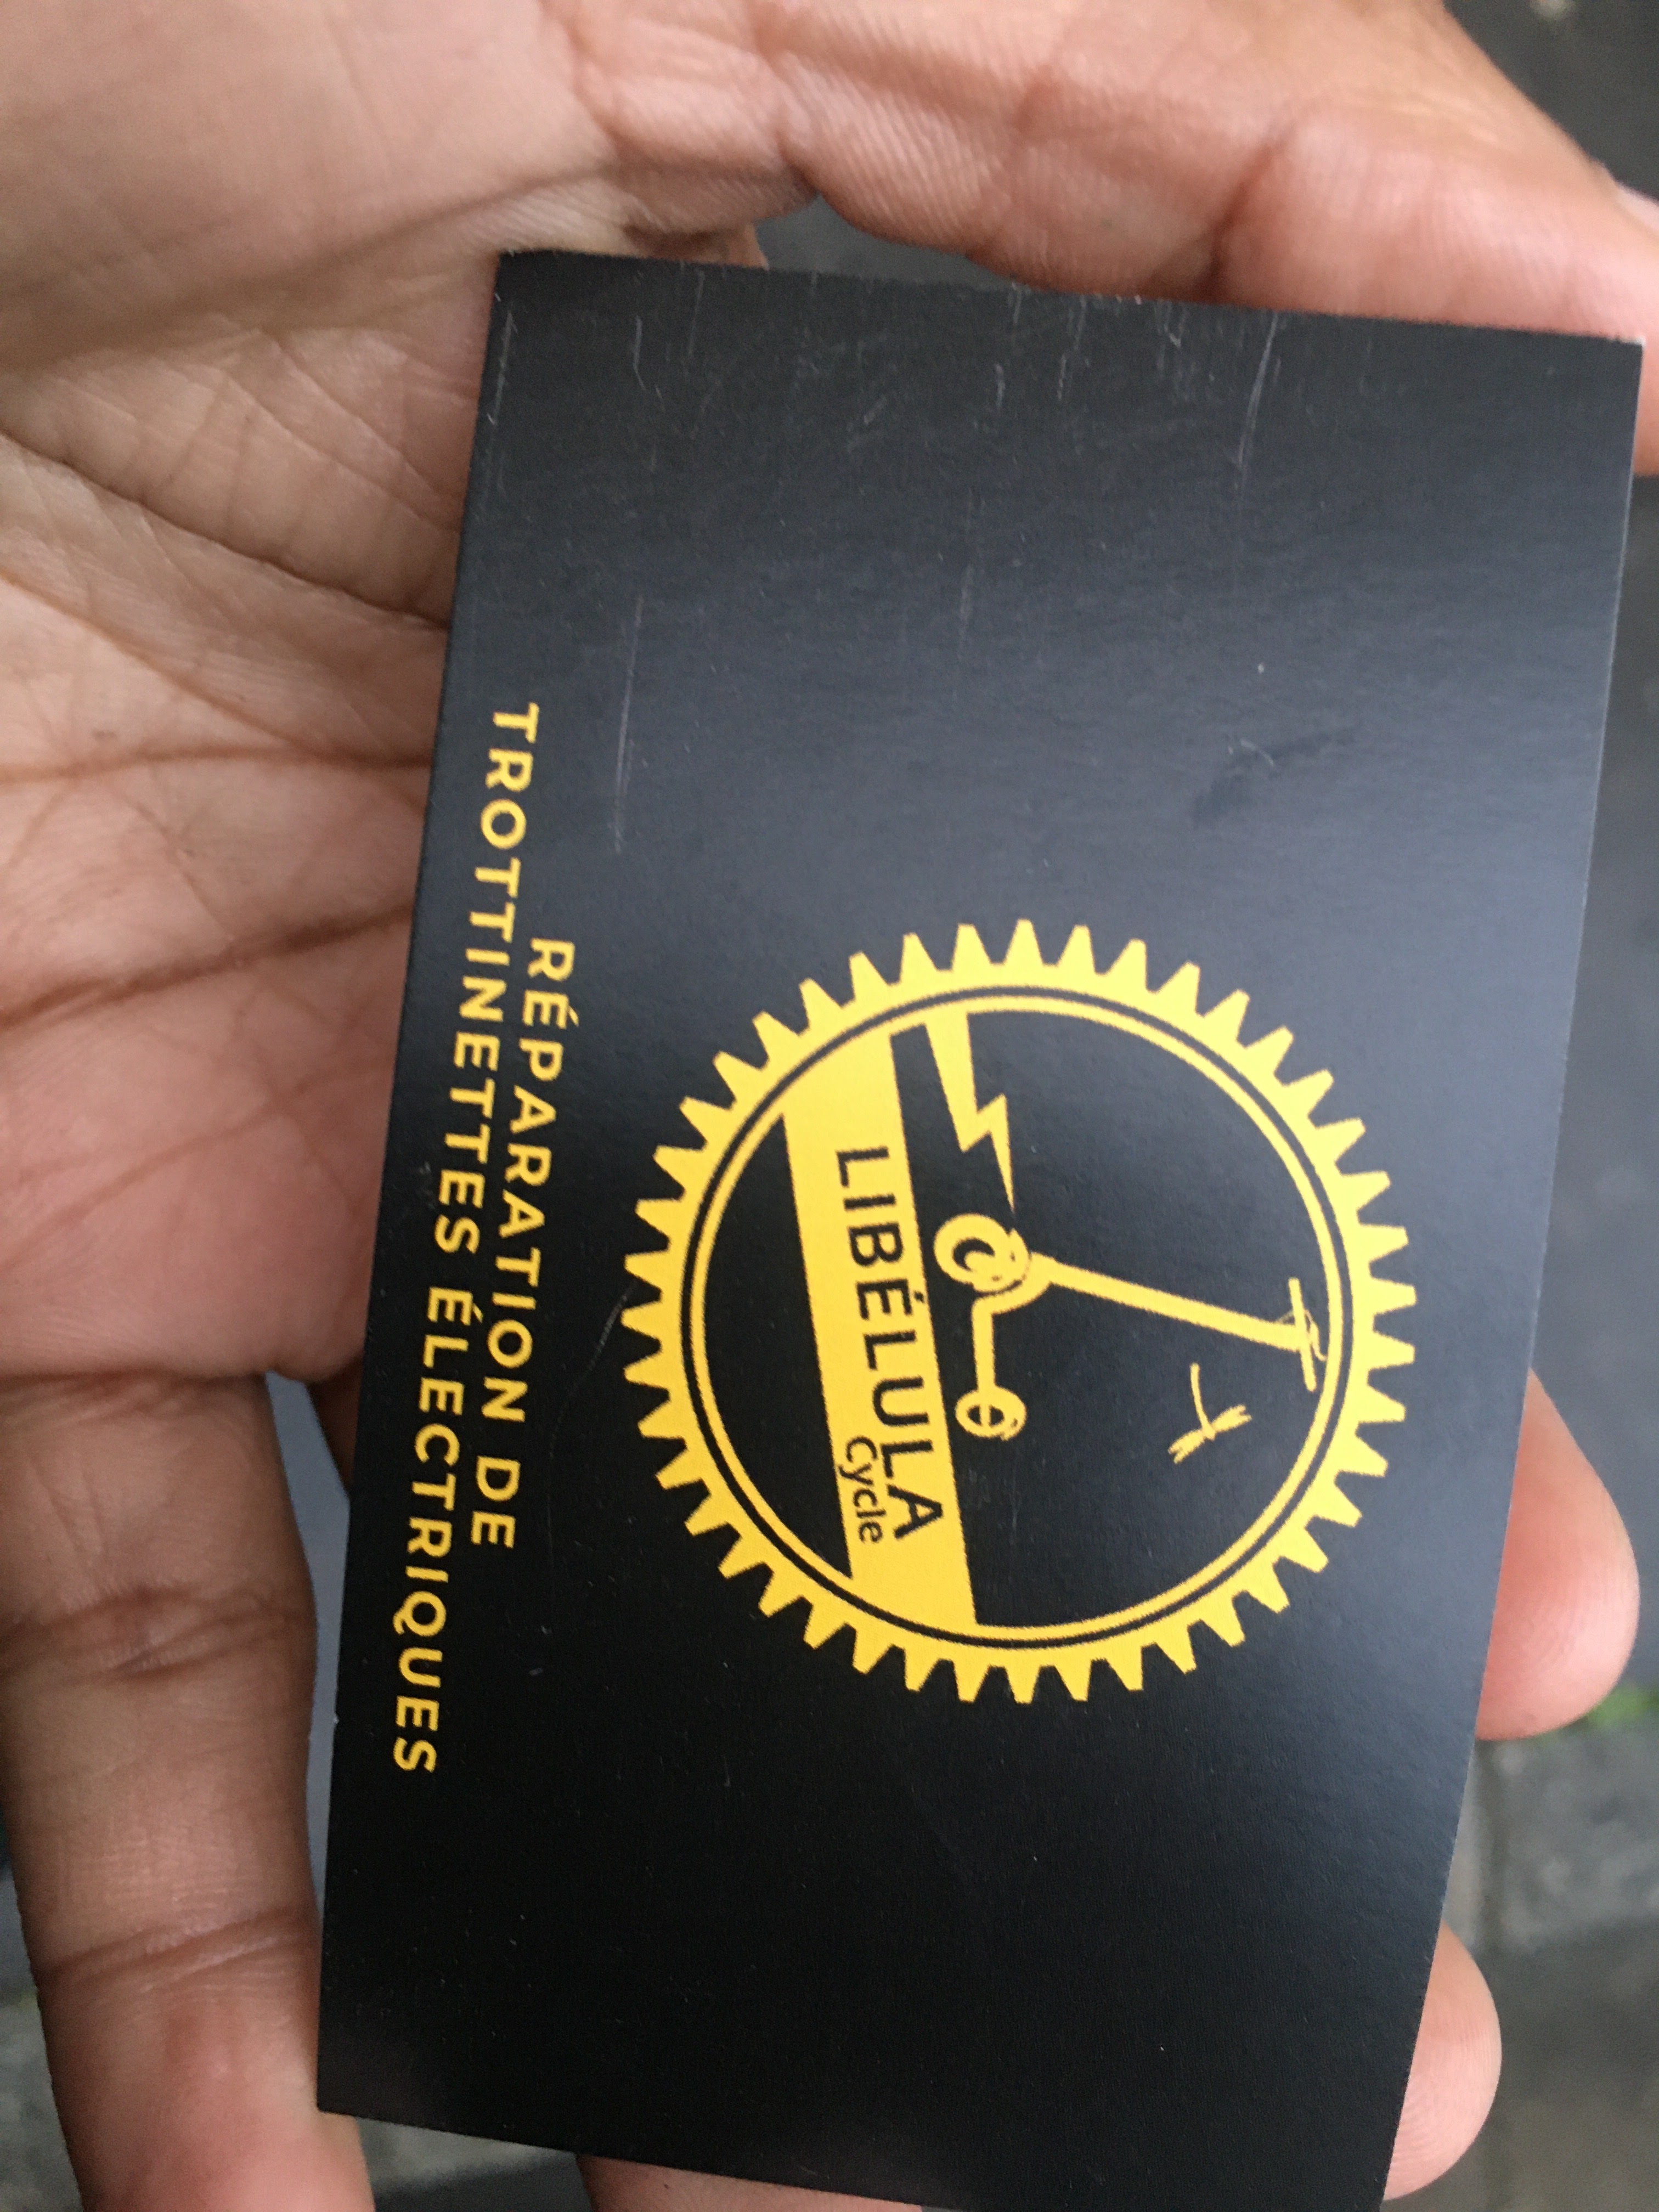 LIBÉLULA
Cycle
RÉPARATION DE
TROTTINETTES ÉLECTRIQUES